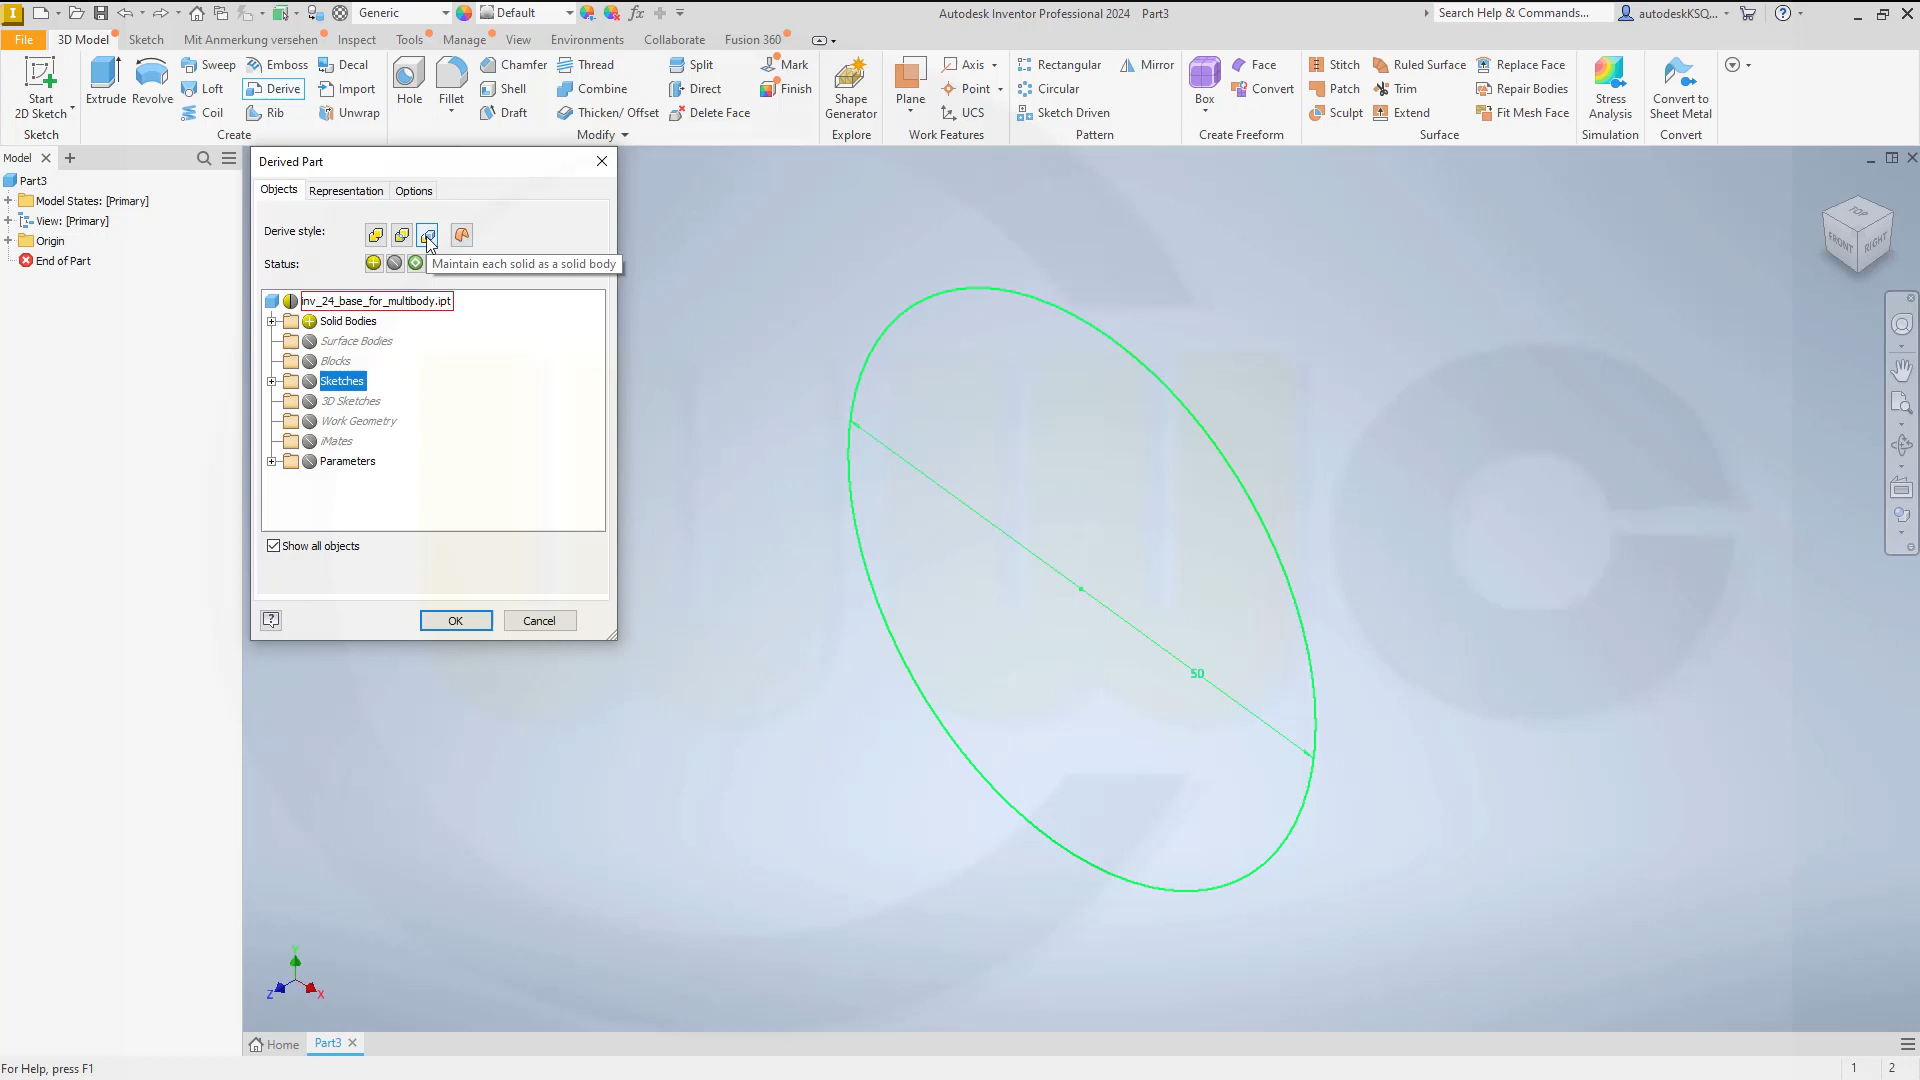 Generic
Default
Autodesk Inventor Professional 2024 Part3
Search Help & Commands...
autodeskKSQ...
File
3D Model
Sketch
Mit Anmerkung versehen
Inspect
Tools
Manage
View
Environments
Collaborate
Fusion 360
Start
2D Sketch
Sketch
Extrude
Revolve
Sweep
Emboss
Decal
Loft
Derive
Import
Coil
Rib
Unwrap
Create
Hole
Fillet
Chamfer
Thread
Split
Mark
Shell
Combine
Direct
Finish
Draft
Thicken/ Offset
Delete Face
Modify
Shape
Generator
Explore
Plane
Axis
Point
UCS
Work Features
Rectangular
Mirror
Circular
Sketch Driven
Pattern
Box
Face
Convert
Create Freeform
Stitch
Ruled Surface
Replace Face
Patch
Trim
Repair Bodies
Sculpt
Extend
Fit Mesh Face
Surface
Stress
Analysis
Simulation
Convert to
Sheet Metal
Convert
Model
Part3
Model States: [Primary]
View: [Primary]
Origin
End of Part
Derived Part
Objects
Representation
Options
Derive style:
Status:
Maintain each solid as a solid body
inv_24_base_for_multibody.ipt
Solid Bodies
Surface Bodies
Blocks
Sketches
3D Sketches
Work Geometry
iMates
Parameters
Show all objects
OK
Cancel
50
TOP
FRONT
RIGHT
Y
Z
X
Home
Part3
For Help, press F1
1
2